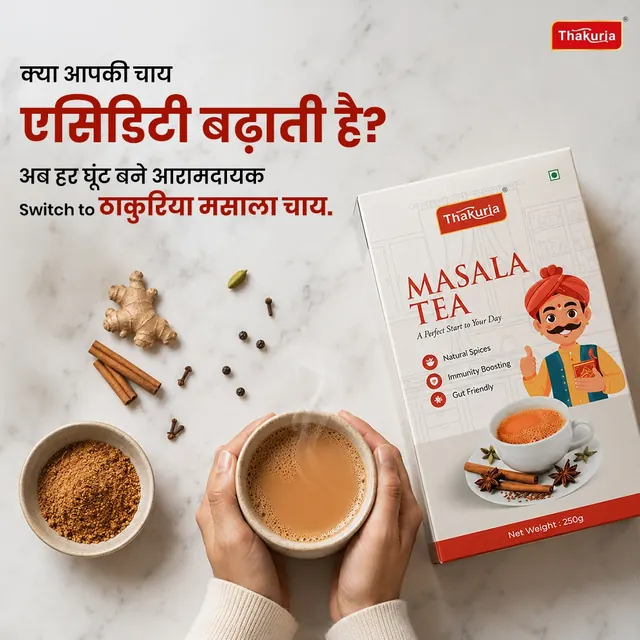 Thakuria
क्या आपकी चाय
एसिडिटी बढ़ाती है?
अब हर घूंट बने आरामदायक
Switch to ठाकुरिया मसाला चाय.
Thakuria
MASALA
TEA
A Perfect Start to Your Day
Natural Spices
Immunity Boosting
Gut Friendly
Net Weight : 250g